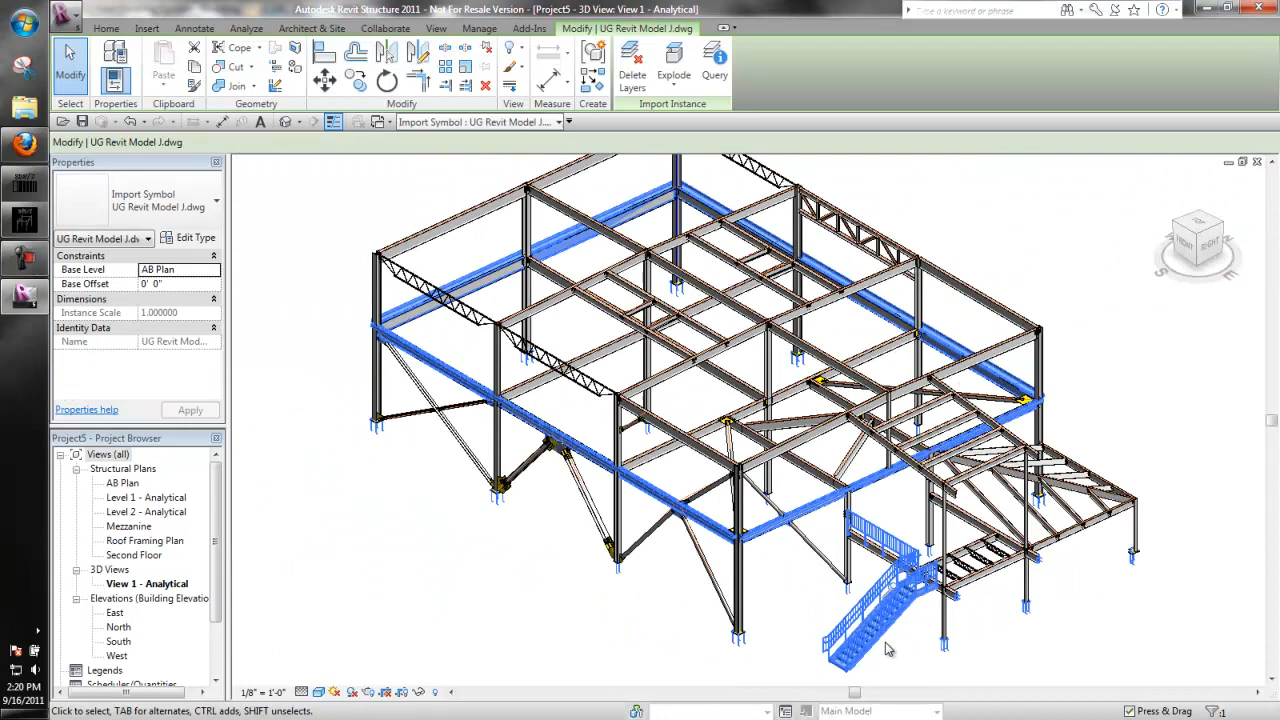 Autodesk Revit Structure 2011 - Not For Resale Version - [Project5 - 3D View: View 1 - Analytical]
Type a keyword or phrase
Home Insert Annotate Analyze Architect & Site Collaborate View Manage Add-Ins Modify | UG Revit Model J.dwg
Modify Paste Cope Cut Join Delete Layers Explode Query
Select Properties Clipboard Geometry Modify View Measure Create Import Instance
Import Symbol : UG Revit Model J....
Modify | UG Revit Model J.dwg
Properties
Import Symbol
UG Revit Model J.dwg
UG Revit Model J.dv Edit Type
Constraints
Base Level AB Plan
Base Offset 0' 0"
Dimensions
Instance Scale 1.000000
Identity Data
Name UG Revit Mod...
Properties help Apply
Project5 - Project Browser
Views (all)
Structural Plans
AB Plan
Level 1 - Analytical
Level 2 - Analytical
Mezzanine
Roof Framing Plan
Second Floor
3D Views
View 1 - Analytical
Elevations (Building Elevatio
East
North
South
West
Legends
Schedules/Quantities
TOP
FRONT RIGHT
S E
1/8" = 1'-0"
Click to select, TAB for alternates, CTRL adds, SHIFT unselects.
Main Model
Press & Drag
:1
2:20 PM
9/16/2011